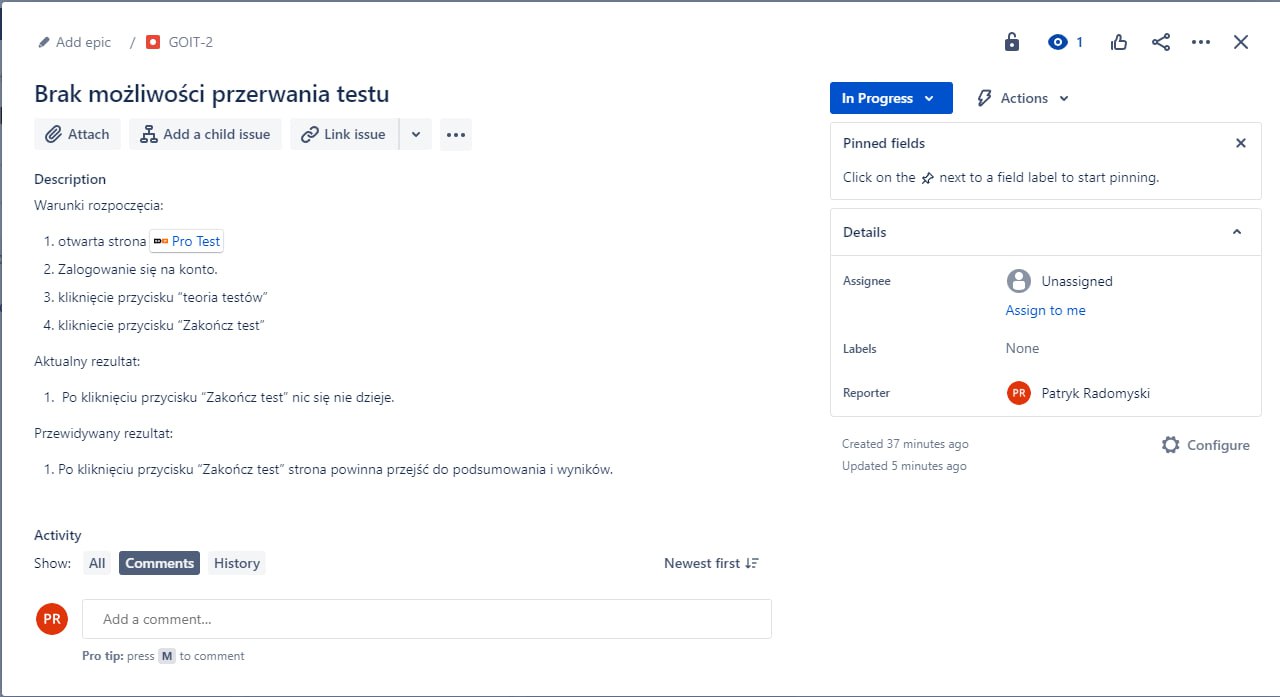 Add epic / GOIT-2
1
Brak możliwości przerwania testu
Attach
Add a child issue
Link issue
Description
Warunki rozpoczęcia:
1. otwarta strona Pro Test
2. Zalogowanie się na konto.
3. kliknięcie przycisku “teoria testów”
4. klikniecie przycisku “Zakończ test”
Aktualny rezultat:
1. Po kliknięciu przycisku “Zakończ test” nic się nie dzieje.
Przewidywany rezultat:
1. Po kliknięciu przycisku “Zakończ test” strona powinna przejść do podsumowania i wyników.
Activity
Show: All Comments History
Newest first
PR
Add a comment...
Pro tip: press M to comment
In Progress
Actions
Pinned fields
Click on the next to a field label to start pinning.
Details
Assignee
Unassigned
Assign to me
Labels
None
Reporter
PR Patryk Radomyski
Created 37 minutes ago
Updated 5 minutes ago
Configure